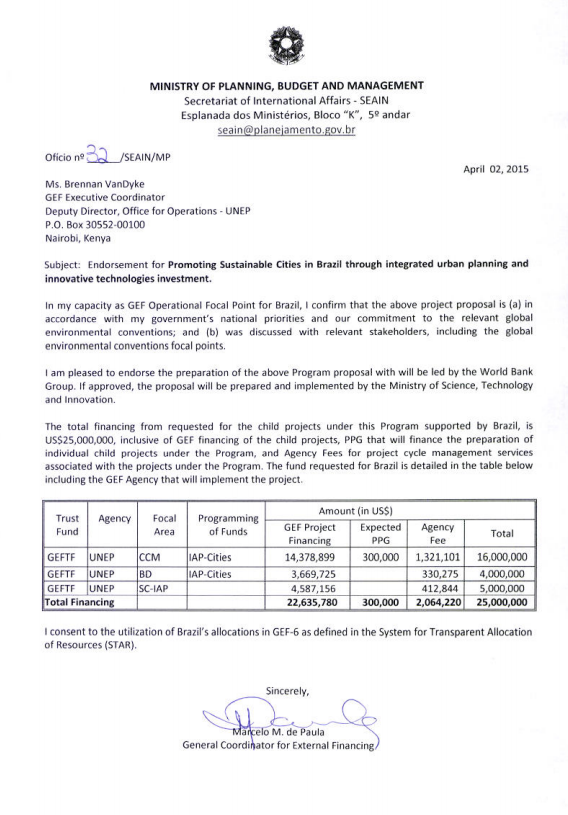 MINISTRY OF PLANNING, BUDGET AND MANAGEMENT
Secretariat of International Affairs - SEAIN
Esplanada dos Ministérios, Bloco “K”, 5º andar
seain@planejamento.gov.br
Ofício nº 32 /SEAIN/MP
April 02, 2015
Ms. Brennan VanDyke
GEF Executive Coordinator
Deputy Director, Office for Operations - UNEP
P.O. Box 30552-00100
Nairobi, Kenya
Subject: Endorsement for Promoting Sustainable Cities in Brazil through integrated urban planning and
innovative technologies investment.
In my capacity as GEF Operational Focal Point for Brazil, I confirm that the above project proposal is (a) in
accordance with my government’s national priorities and our commitment to the relevant global
environmental conventions; and (b) was discussed with relevant stakeholders, including the global
environmental conventions focal points.
I am pleased to endorse the preparation of the above Program proposal with will be led by the World Bank
Group. If approved, the proposal will be prepared and implemented by the Ministry of Science, Technology
and Innovation.
The total financing from requested for the child projects under this Program supported by Brazil, is
US$25,000,000, inclusive of GEF financing of the child projects, PPG that will finance the preparation of
individual child projects under the Program, and Agency Fees for project cycle management services
associated with the projects under the Program. The fund requested for Brazil is detailed in the table below
including the GEF Agency that will implement the project.
Trust Fund Agency Focal Area Programming of Funds Amount (in US$)
GEF Project Financing Expected PPG Agency Fee Total
GEFTF UNEP CCM IAP-Cities 14,378,899 300,000 1,321,101 16,000,000
GEFTF UNEP BD IAP-Cities 3,669,725 330,275 4,000,000
GEFTF UNEP SC-IAP 4,587,156 412,844 5,000,000
Total Financing 22,635,780 300,000 2,064,220 25,000,000
I consent to the utilization of Brazil’s allocations in GEF-6 as defined in the System for Transparent Allocation
of Resources (STAR).
Sincerely,
Marcelo M. de Paula
General Coordinator for External Financing